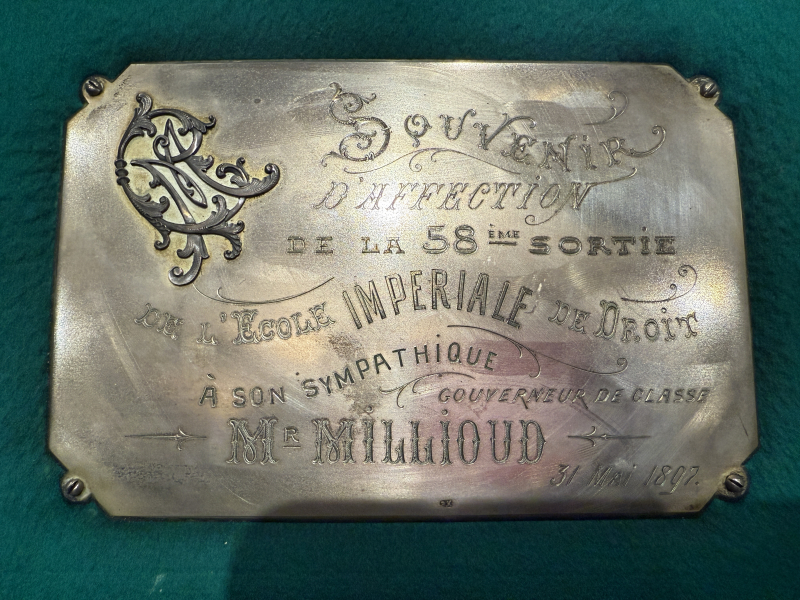 Souvenir
d'Affection
de la 58ème sortie
de l'Ecole IMPERIALE de Droit
à son sympathique
Gouverneur de classe
Mr Millioud
31 Mai 1897.